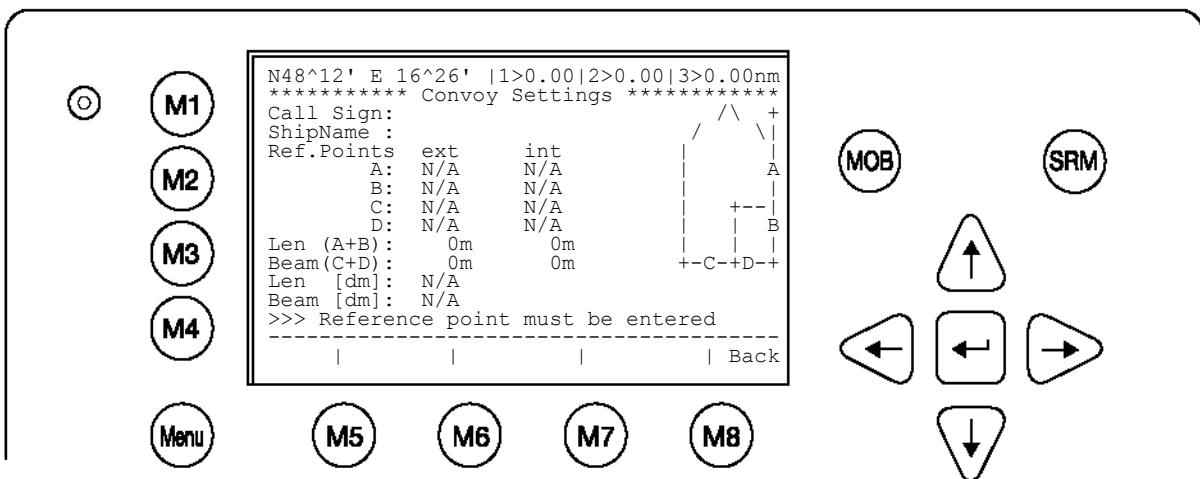 N48^12' E 16^26' |1>0.00|2>0.00|3>0.00nm
*********** Convoy Settings ************
Call Sign:                         /\  +
ShipName :                       /    \|
Ref.Points  ext     int         |      |
        A:  N/A     N/A         |      A
        B:  N/A     N/A         |      |
        C:  N/A     N/A         |   +--|
        D:  N/A     N/A         |   |  B
Len (A+B):    0m      0m        |   |  |
Beam(C+D):    0m      0m        +-C-+D-+
Len  [dm]:  N/A
Beam [dm]:  N/A
>>> Reference point must be entered
----------------------------------------
     |        |         |         | Back
M1
M2
M3
M4
Menu
M5
M6
M7
M8
MOB
SRM